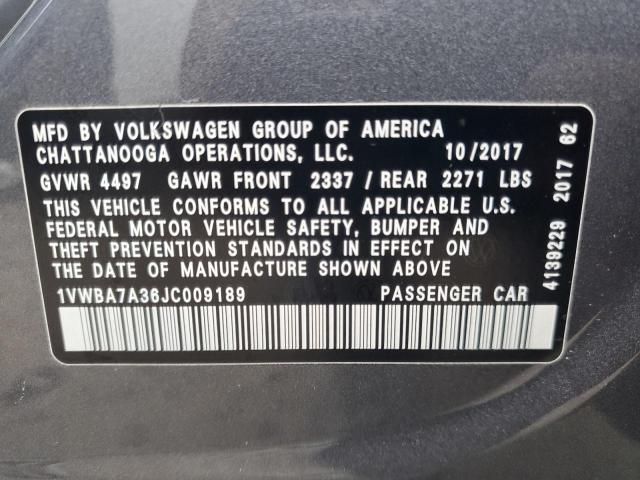 MFD BY VOLKSWAGEN GROUP OF AMERICA
CHATTANOOGA OPERATIONS, LLC. 10/2017
GVWR 4497 GAWR FRONT 2337 / REAR 2271 LBS
THIS VEHICLE CONFORMS TO ALL APPLICABLE U.S.
FEDERAL MOTOR VEHICLE SAFETY, BUMPER AND
THEFT PREVENTION STANDARDS IN EFFECT ON
THE DATE OF MANUFACTURE SHOWN ABOVE
1VWBA7A36JC009189 PASSENGER CAR
4139229 2017 62